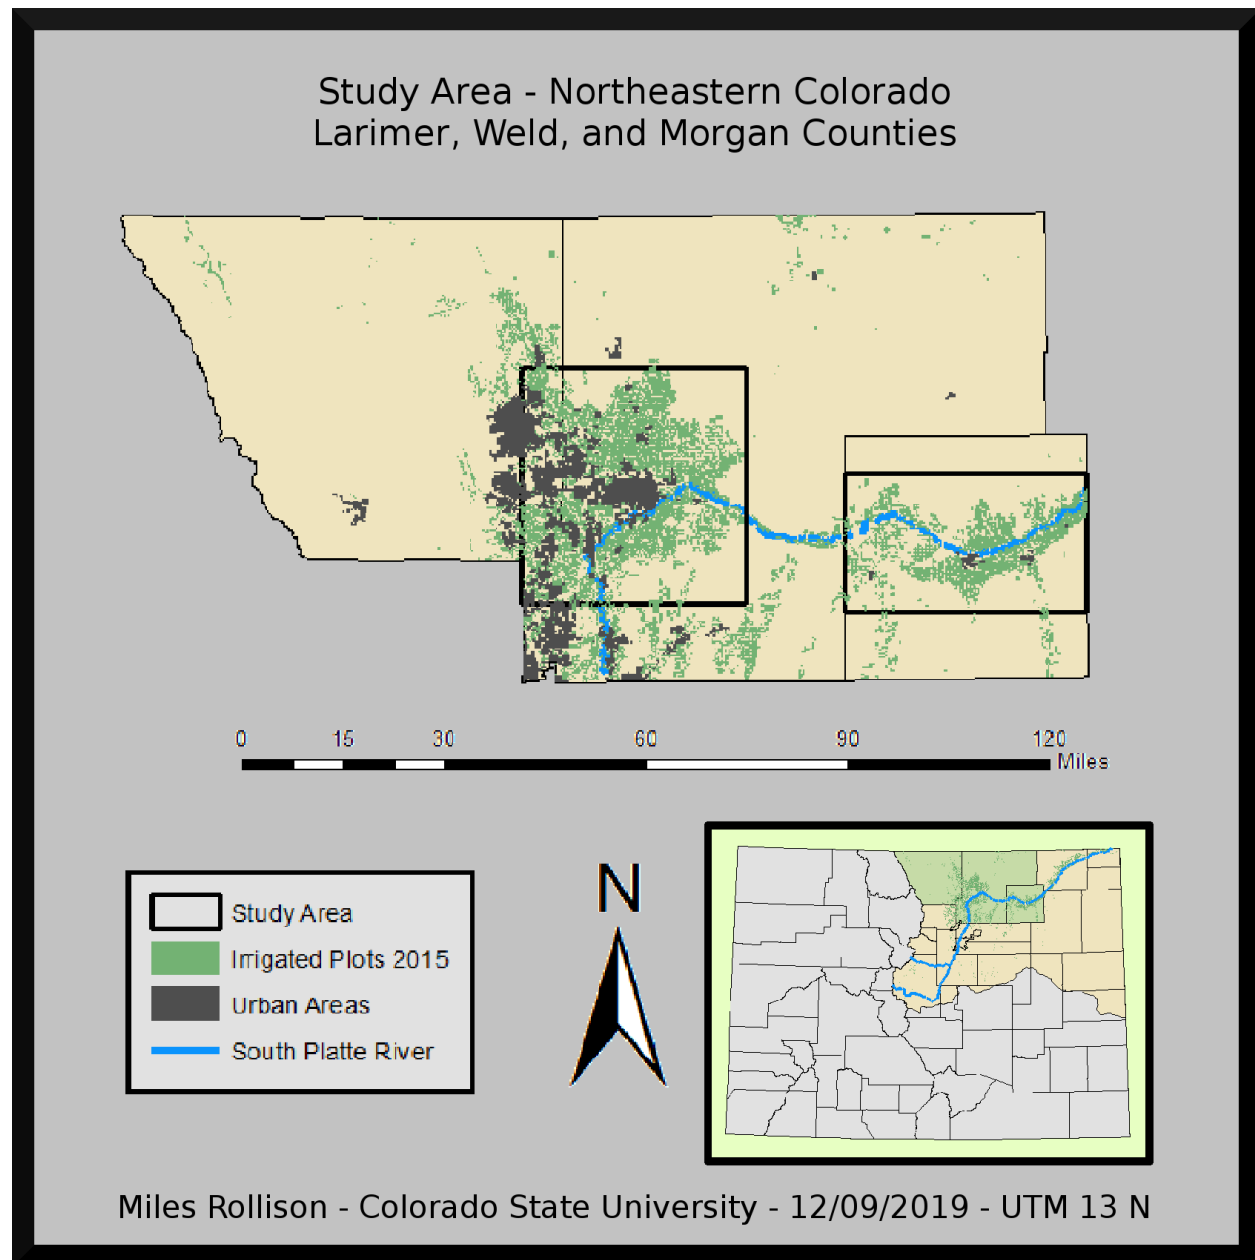 Study Area - Northeastern Colorado
Larimer, Weld, and Morgan Counties
0 15 30 60 90 120
Miles
N
Study Area
Irrigated Plots 2015
Urban Areas
South Platte River
Miles Rollison - Colorado State University - 12/09/2019 - UTM 13 N